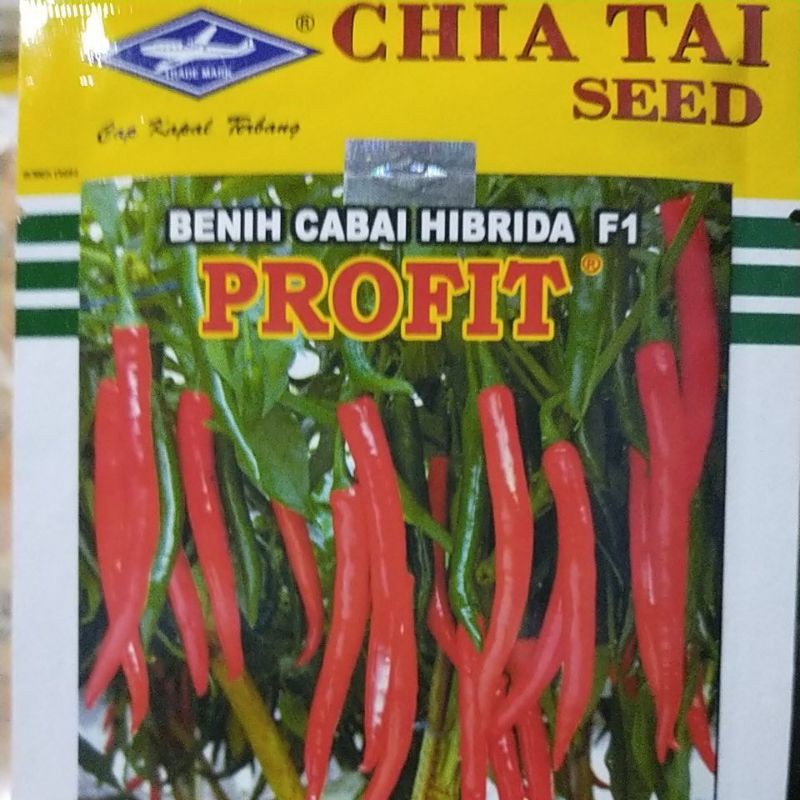 ®
CHIA TAI
TRADE MARK
SEED
Cap Kapal Terbang
BENIH CABAI HIBRIDA F1
PROFIT ®